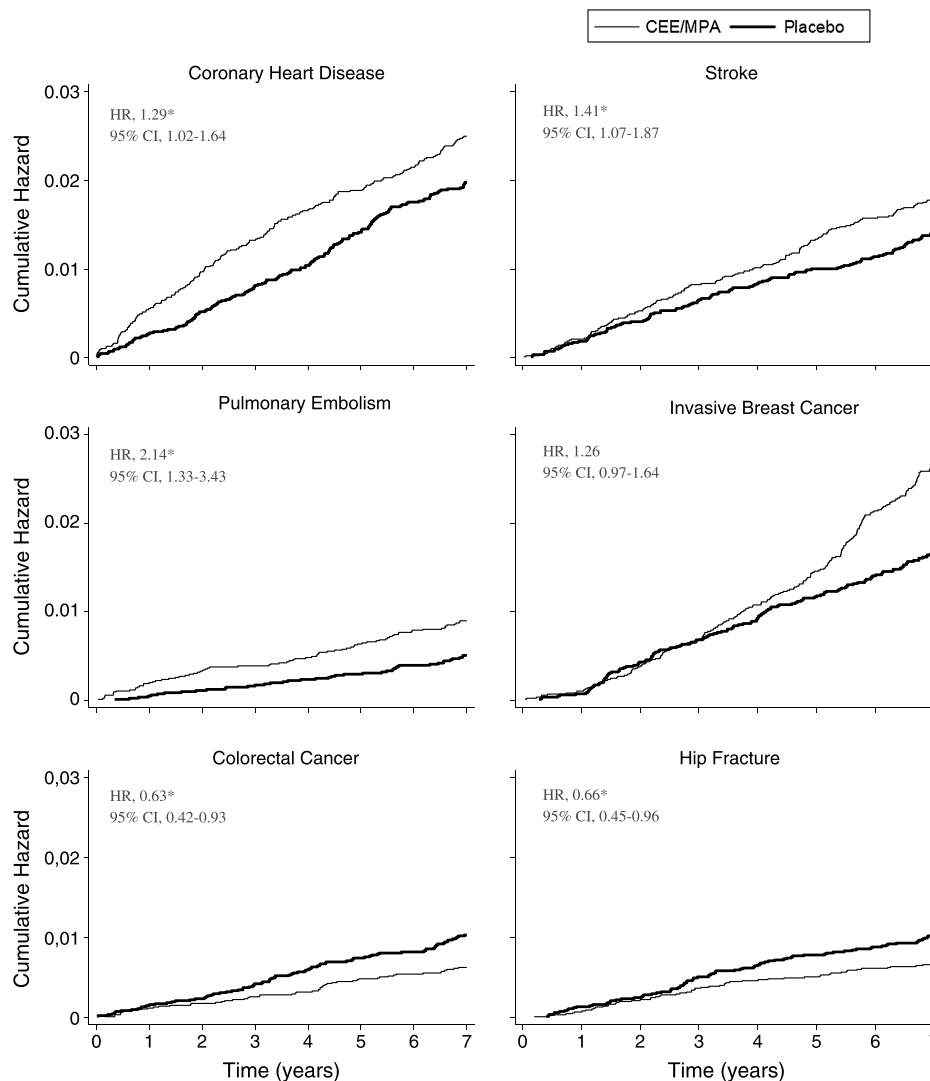 CEE/MPA Placebo
Coronary Heart Disease
Stroke
0.03
0.02
0.01
0
Cumulative Hazard
HR, 1.29*
95% CI, 1.02-1.64
HR, 1.41*
95% CI, 1.07-1.87
Pulmonary Embolism
Invasive Breast Cancer
0.03
0.02
0.01
0
Cumulative Hazard
HR, 2.14*
95% CI, 1.33-3.43
HR, 1.26
95% CI, 0.97-1.64
Colorectal Cancer
Hip Fracture
0,03
0,02
0,01
0
Cumulative Hazard
HR, 0.63*
95% CI, 0.42-0.93
HR, 0.66*
95% CI, 0.45-0.96
0 1 2 3 4 5 6 7
Time (years)
0 1 2 3 4 5 6
Time (years)